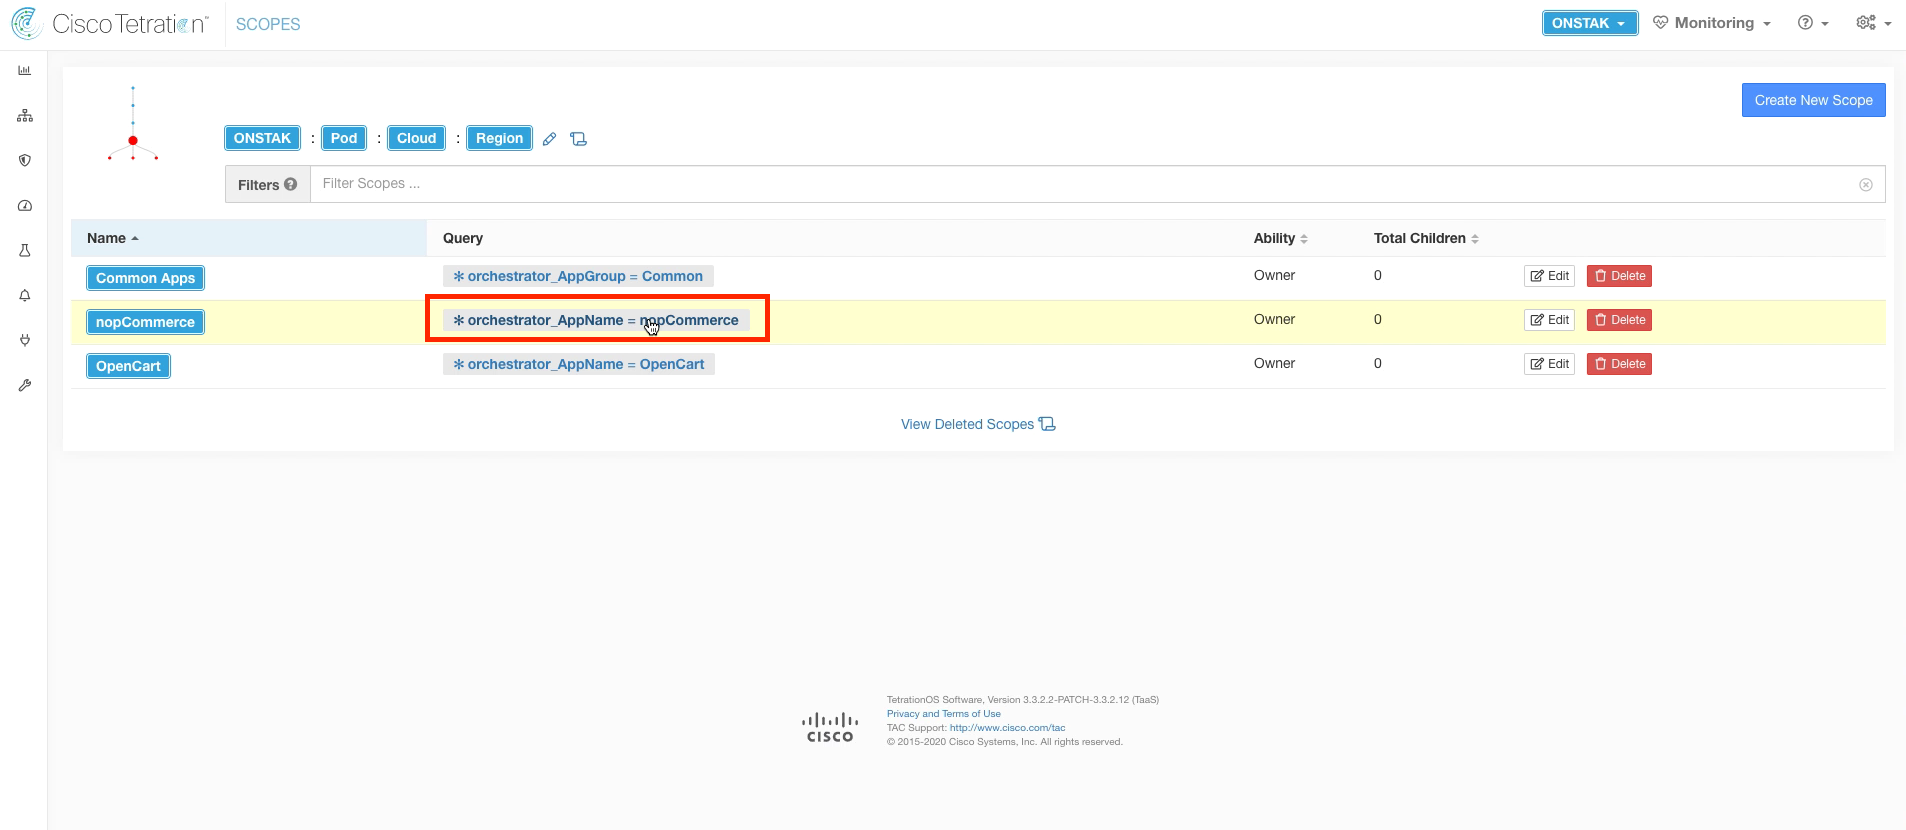 Cisco Tetration™
SCOPES
ONSTAK
Monitoring
Create New Scope
ONSTAK : Pod : Cloud : Region
Filters ?
Filter Scopes ...
Name Query Ability Total Children
Common Apps * orchestrator_AppGroup = Common Owner 0 Edit Delete
nopCommerce * orchestrator_AppName = nopCommerce Owner 0 Edit Delete
OpenCart * orchestrator_AppName = OpenCart Owner 0 Edit Delete
View Deleted Scopes
CISCO
TetrationOS Software, Version 3.3.2.2-PATCH-3.3.2.12 (TaaS)
Privacy and Terms of Use
TAC Support: http://www.cisco.com/tac
© 2015-2020 Cisco Systems, Inc. All rights reserved.